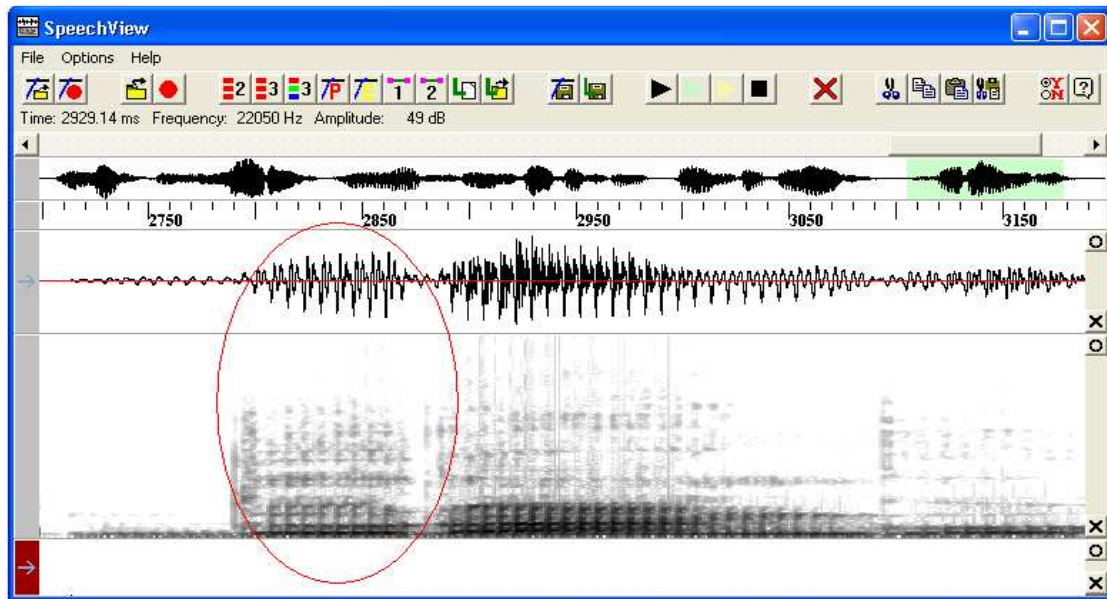 SpeechView
File Options Help
2 3 3 P 1 2 ON ?
Time: 2929.14 ms Frequency: 22050 Hz Amplitude: 49 dB
2750 2850 2950 3050 3150